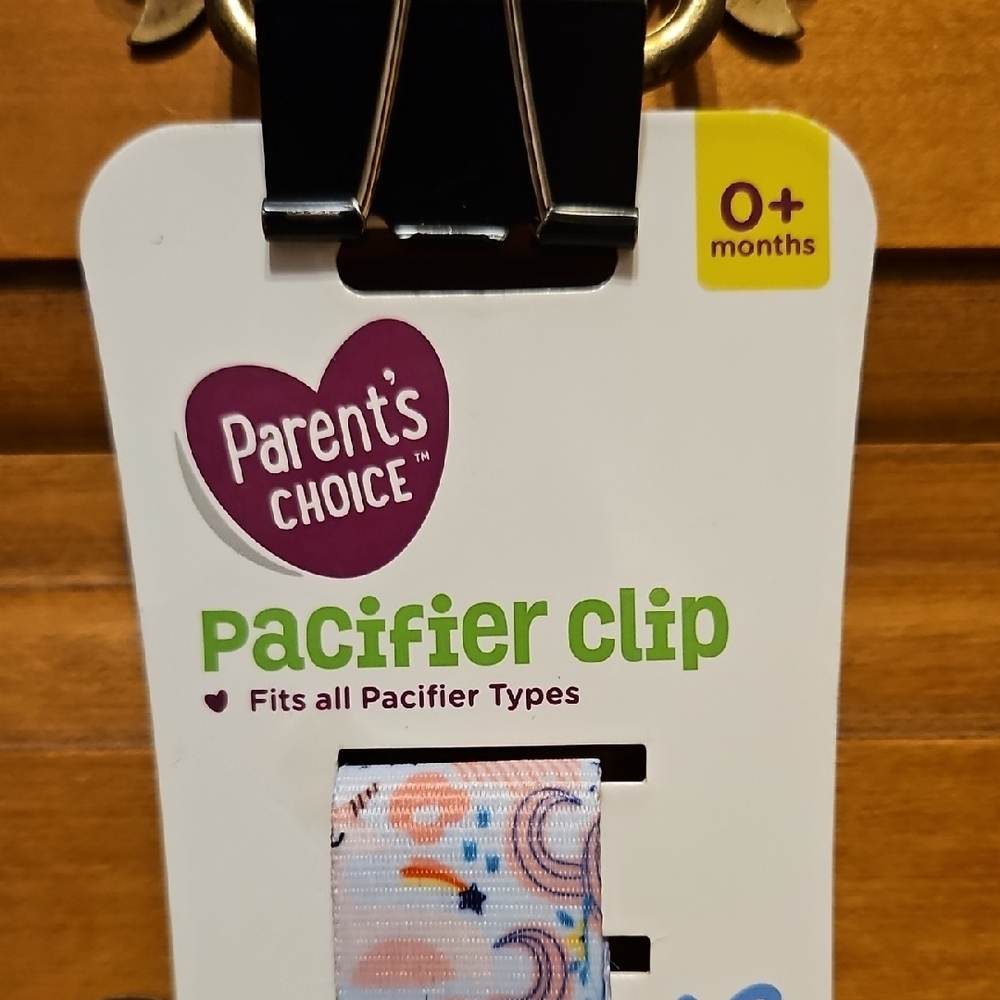 0+
months
Parent's
CHOICE™
Pacifier clip
Fits all Pacifier Types